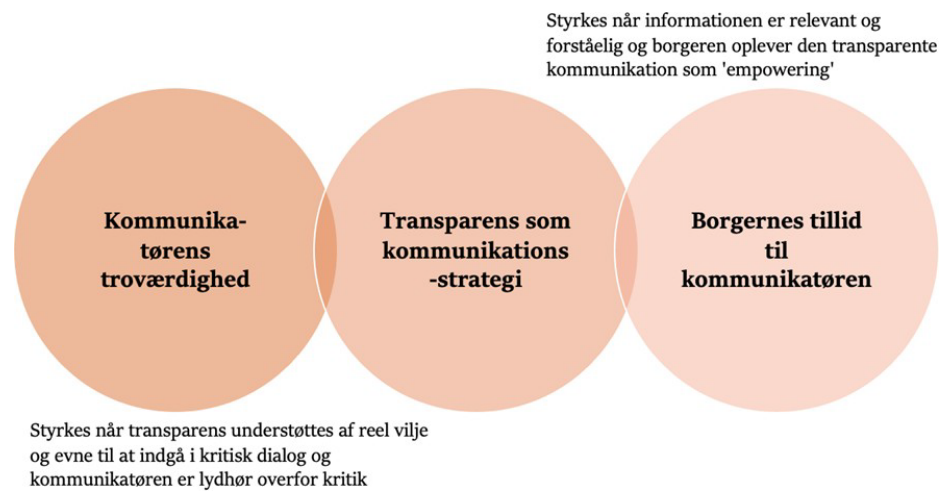 Styrkes når informationen er relevant og
forståelig og borgeren oplever den transparente
kommunikation som 'empowering'
Kommunika-
tørens
troværdighed
Transparens som
kommunikations
-strategi
Borgernes tillid
til
kommunikatøren
Styrkes når transparens understøttes af reel vilje
og evne til at indgå i kritisk dialog og
kommunikatøren er lydhør overfor kritik